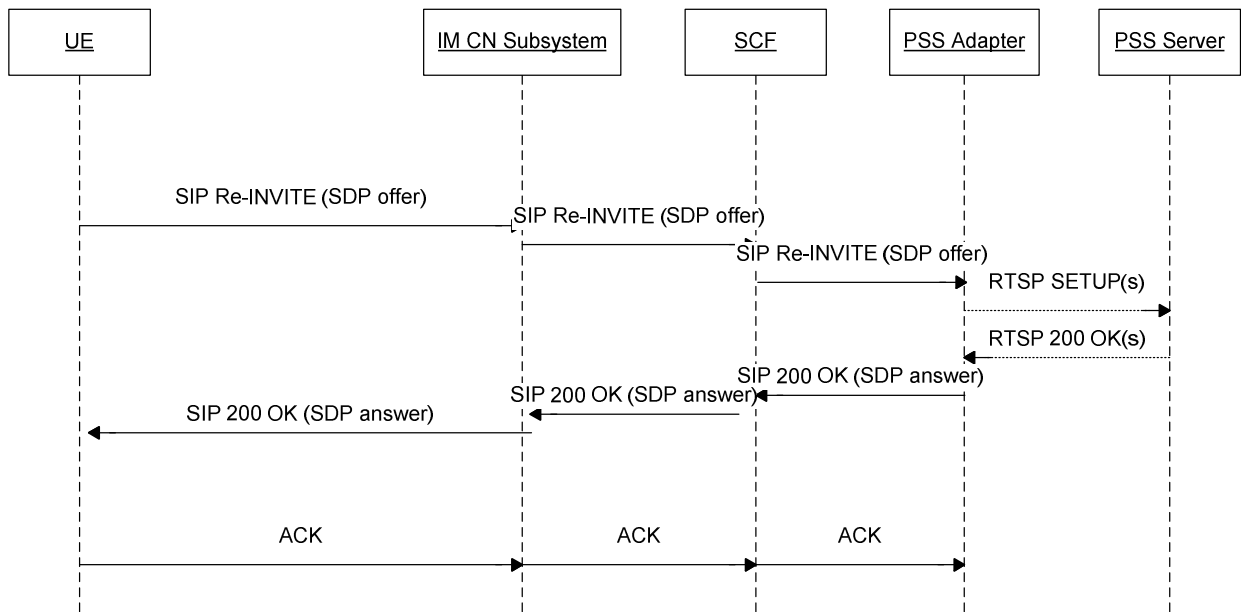 UE
IM CN Subsystem
SCF
PSS Adapter
PSS Server
SIP Re-INVITE (SDP offer)
SIP Re-INVITE (SDP offer)
SIP Re-INVITE (SDP offer)
RTSP SETUP(s)
RTSP 200 OK(s)
SIP 200 OK (SDP answer)
SIP 200 OK (SDP answer)
SIP 200 OK (SDP answer)
ACK
ACK
ACK